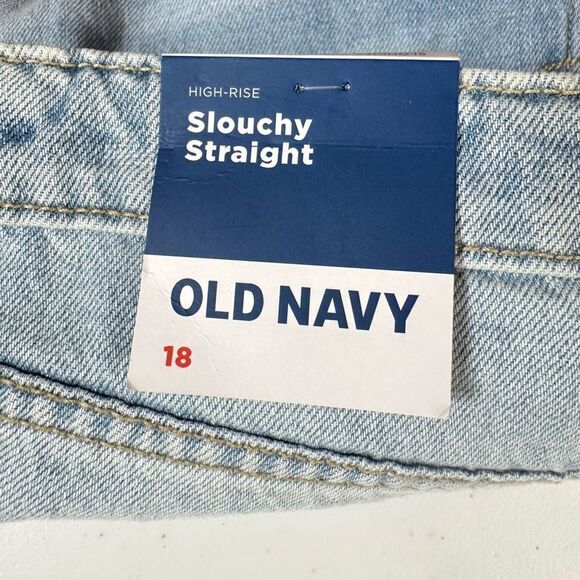 HIGH-RISE
Slouchy
Straight
OLD NAVY
18